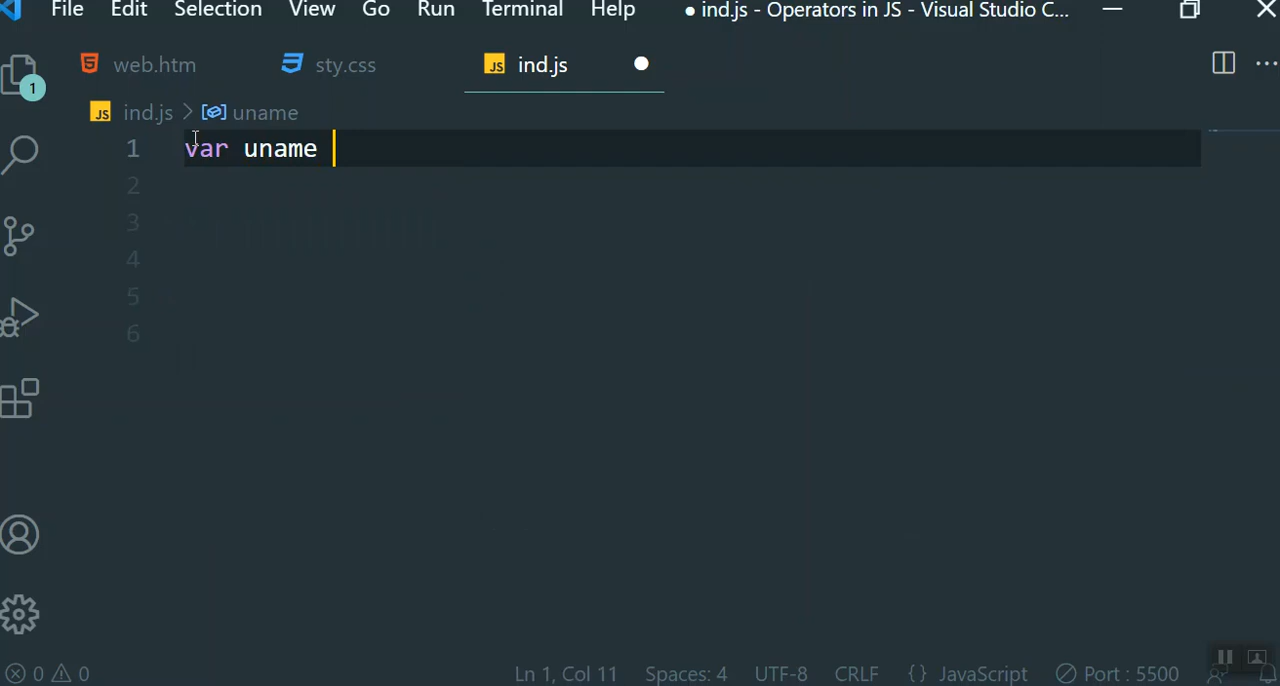 File Edit Selection View Go Run Terminal Help ● ind.js - Operators in JS - Visual Studio C...
web.htm sty.css JS ind.js
1
JS ind.js > uname
1 var uname
2
3
4
5
6
0 0 Ln 1, Col 11 Spaces: 4 UTF-8 CRLF {} JavaScript Port : 5500